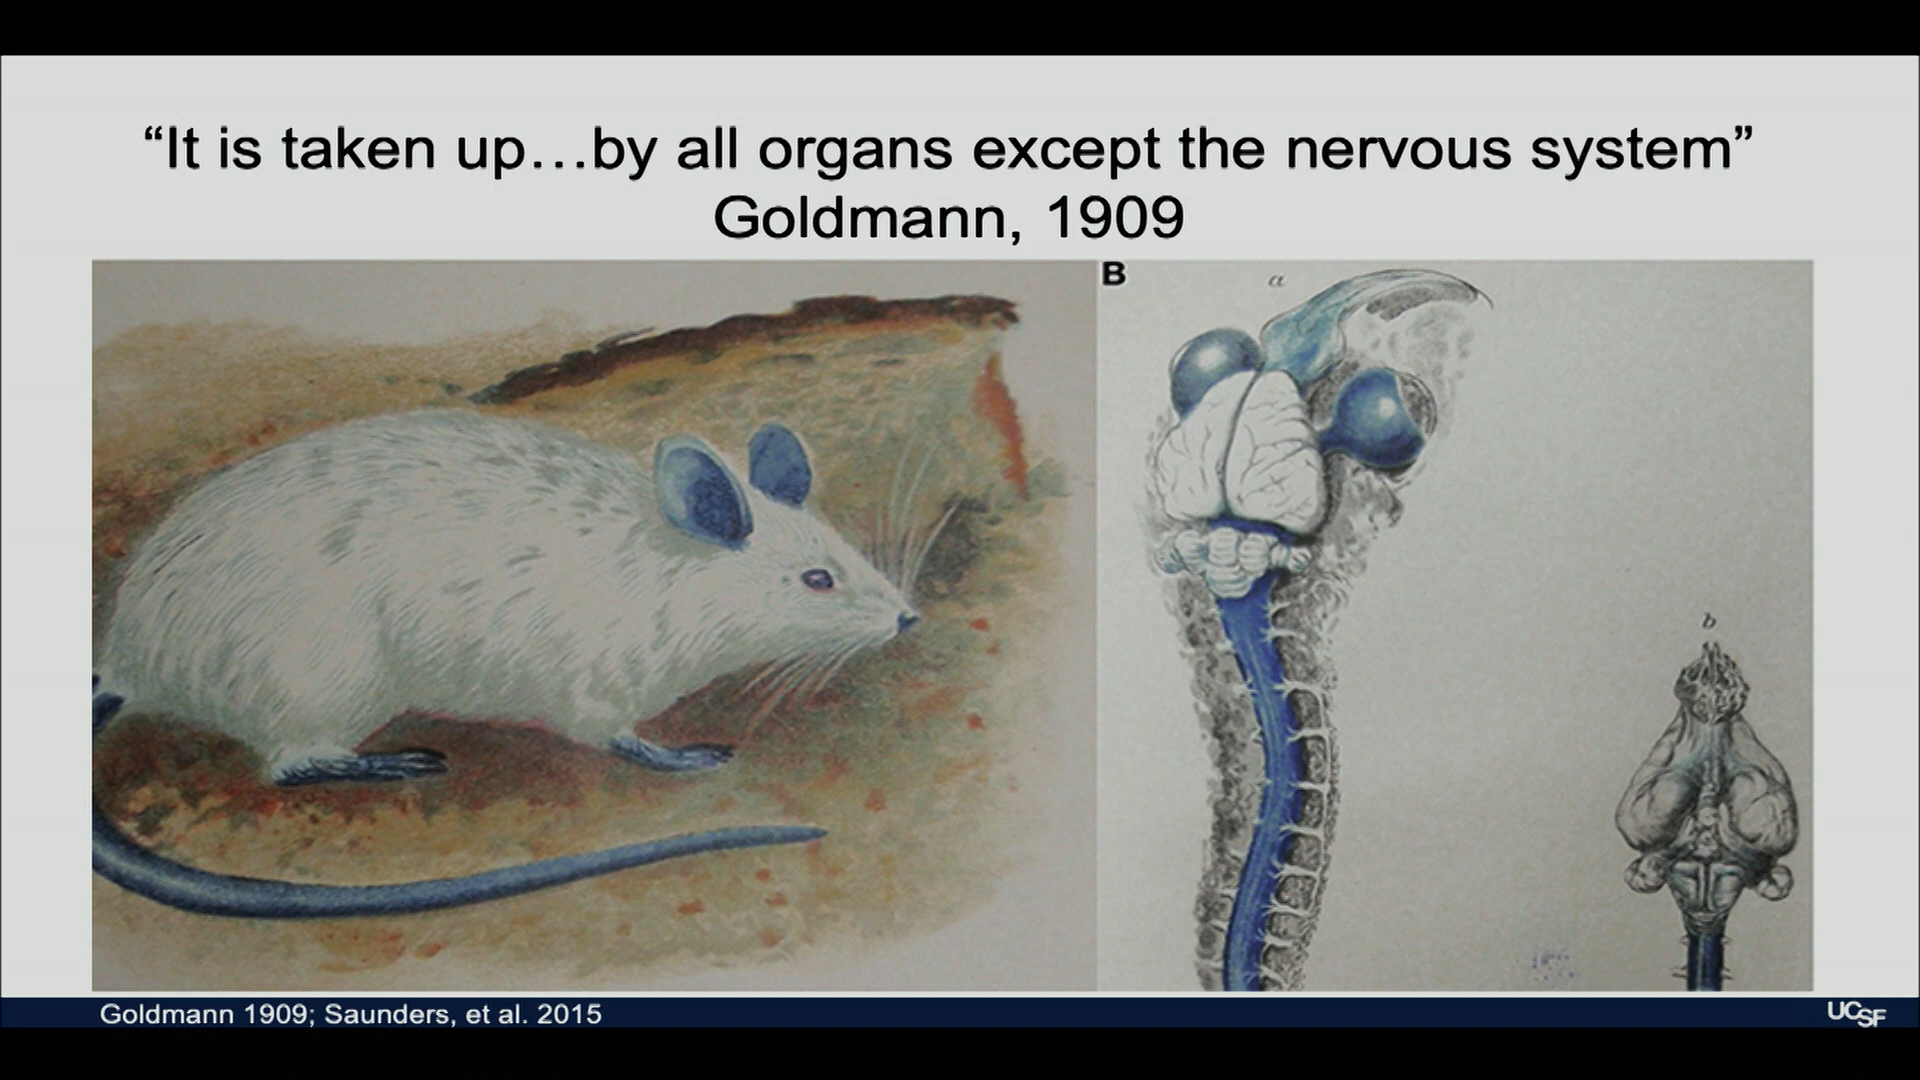 “It is taken up…by all organs except the nervous system”
Goldmann, 1909
B
a
b
Goldmann 1909; Saunders, et al. 2015
UCSF